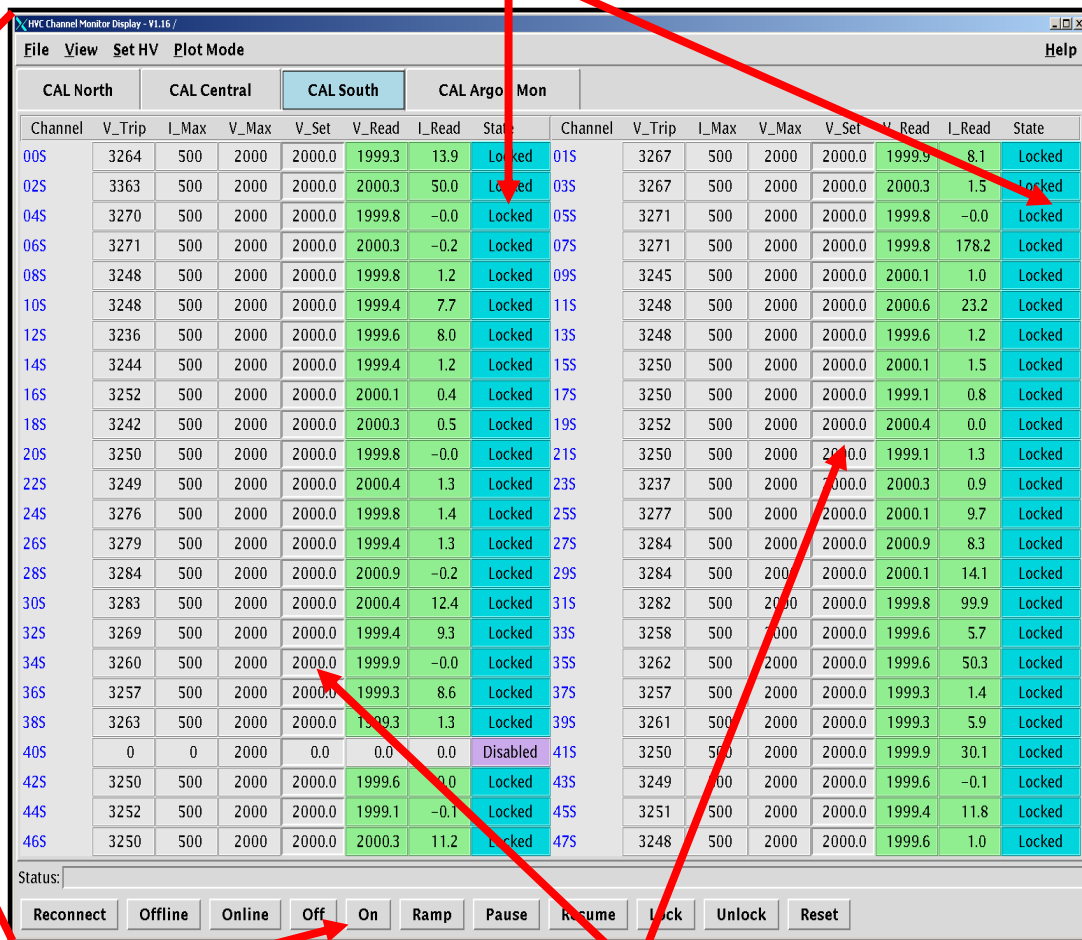 HVC Channel Monitor Display - V1.16 /
File View Set HV Plot Mode Help
CAL North CAL Central CAL South CAL Argon Mon
Channel V_Trip I_Max V_Max V_Set V_Read I_Read State Channel V_Trip I_Max V_Max V_Set V_Read I_Read State
00S 3264 500 2000 2000.0 1999.3 13.9 Locked 01S 3267 500 2000 2000.0 1999.9 8.1 Locked
02S 3363 500 2000 2000.0 2000.3 50.0 Locked 03S 3267 500 2000 2000.0 2000.3 1.5 Locked
04S 3270 500 2000 2000.0 1999.8 −0.0 Locked 05S 3271 500 2000 2000.0 1999.8 −0.0 Locked
06S 3271 500 2000 2000.0 2000.3 −0.2 Locked 07S 3271 500 2000 2000.0 1999.8 178.2 Locked
08S 3248 500 2000 2000.0 1999.8 1.2 Locked 09S 3245 500 2000 2000.0 2000.1 1.0 Locked
10S 3248 500 2000 2000.0 1999.4 7.7 Locked 11S 3248 500 2000 2000.0 2000.6 23.2 Locked
12S 3236 500 2000 2000.0 1999.6 8.0 Locked 13S 3248 500 2000 2000.0 1999.6 1.2 Locked
14S 3244 500 2000 2000.0 1999.4 1.2 Locked 15S 3250 500 2000 2000.0 2000.1 1.5 Locked
16S 3252 500 2000 2000.0 2000.1 0.4 Locked 17S 3250 500 2000 2000.0 1999.1 0.8 Locked
18S 3242 500 2000 2000.0 2000.3 0.5 Locked 19S 3252 500 2000 2000.0 2000.4 0.0 Locked
20S 3250 500 2000 2000.0 1999.8 −0.0 Locked 21S 3250 500 2000 2000.0 1999.1 1.3 Locked
22S 3249 500 2000 2000.0 2000.4 1.3 Locked 23S 3237 500 2000 2000.0 2000.3 0.9 Locked
24S 3276 500 2000 2000.0 1999.8 1.4 Locked 25S 3277 500 2000 2000.0 2000.1 9.7 Locked
26S 3279 500 2000 2000.0 1999.4 1.3 Locked 27S 3284 500 2000 2000.0 2000.9 8.3 Locked
28S 3284 500 2000 2000.0 2000.9 −0.2 Locked 29S 3284 500 2000 2000.0 2000.1 14.1 Locked
30S 3283 500 2000 2000.0 2000.4 12.4 Locked 31S 3282 500 2000 2000.0 1999.8 99.9 Locked
32S 3269 500 2000 2000.0 1999.4 9.3 Locked 33S 3258 500 2000 2000.0 1999.6 5.7 Locked
34S 3260 500 2000 2000.0 1999.9 −0.0 Locked 35S 3262 500 2000 2000.0 1999.6 50.3 Locked
36S 3257 500 2000 2000.0 1999.3 8.6 Locked 37S 3257 500 2000 2000.0 1999.3 1.4 Locked
38S 3263 500 2000 2000.0 1999.3 1.3 Locked 39S 3261 500 2000 2000.0 1999.3 5.9 Locked
40S 0 0 2000 0.0 0.0 0.0 Disabled 41S 3250 500 2000 2000.0 1999.9 30.1 Locked
42S 3250 500 2000 2000.0 1999.6 Locked 43S 3249 500 2000 2000.0 1999.6 −0.1 Locked
44S 3252 500 2000 2000.0 1999.1 −0.1 Locked 45S 3251 500 2000 2000.0 1999.4 11.8 Locked
46S 3250 500 2000 2000.0 2000.3 11.2 Locked 47S 3248 500 2000 2000.0 1999.6 1.0 Locked
Status:
Reconnect Offline Online Off On Ramp Pause Resume Lock Unlock Reset